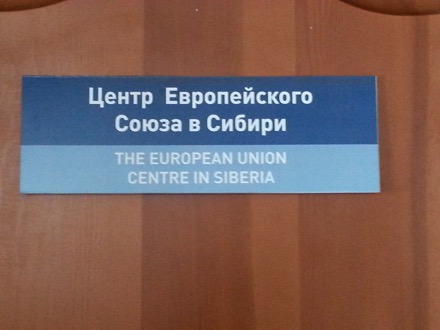 Центр Европейского
Союза в Сибири
THE EUROPEAN UNION
CENTRE IN SIBERIA